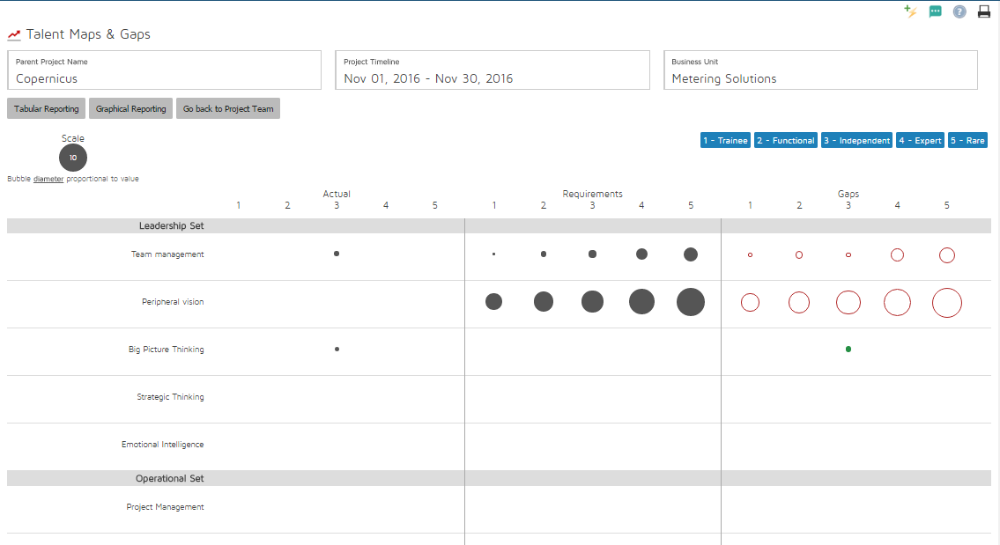 Talent Maps & Gaps
Parent Project Name
Copernicus
Project Timeline
Nov 01, 2016 - Nov 30, 2016
Business Unit
Metering Solutions
Tabular Reporting
Graphical Reporting
Go back to Project Team
Scale
10
Bubble diameter proportional to value
1 - Trainee
2 - Functional
3 - Independent
4 - Expert
5 - Rare
Actual
Requirements
Gaps
1 2 3 4 5 1 2 3 4 5 1 2 3 4 5
Leadership Set
Team management
Peripheral vision
Big Picture Thinking
Strategic Thinking
Emotional Intelligence
Operational Set
Project Management